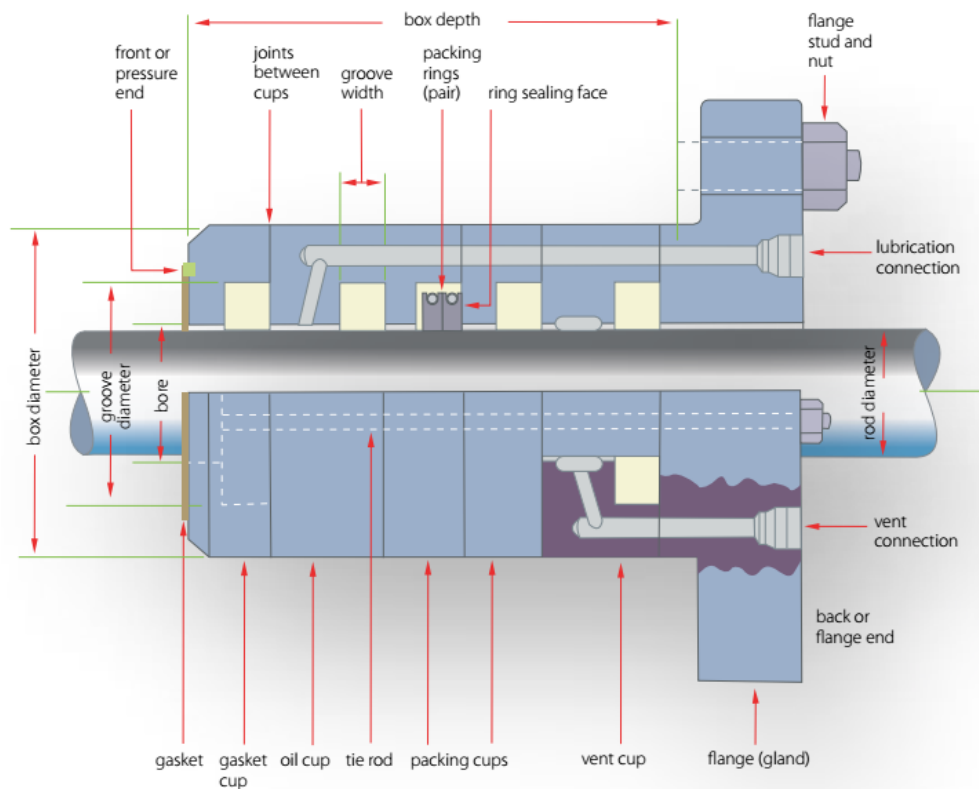 box depth
flange
stud and
nut
front or
pressure
end
joints
between
cups
groove
width
packing
rings
(pair)
ring sealing face
lubrication
connection
box diameter
groove
diameter
bore
rod diameter
vent
connection
back or
flange end
gasket
gasket
cup
oil cup
tie rod
packing cups
vent cup
flange (gland)